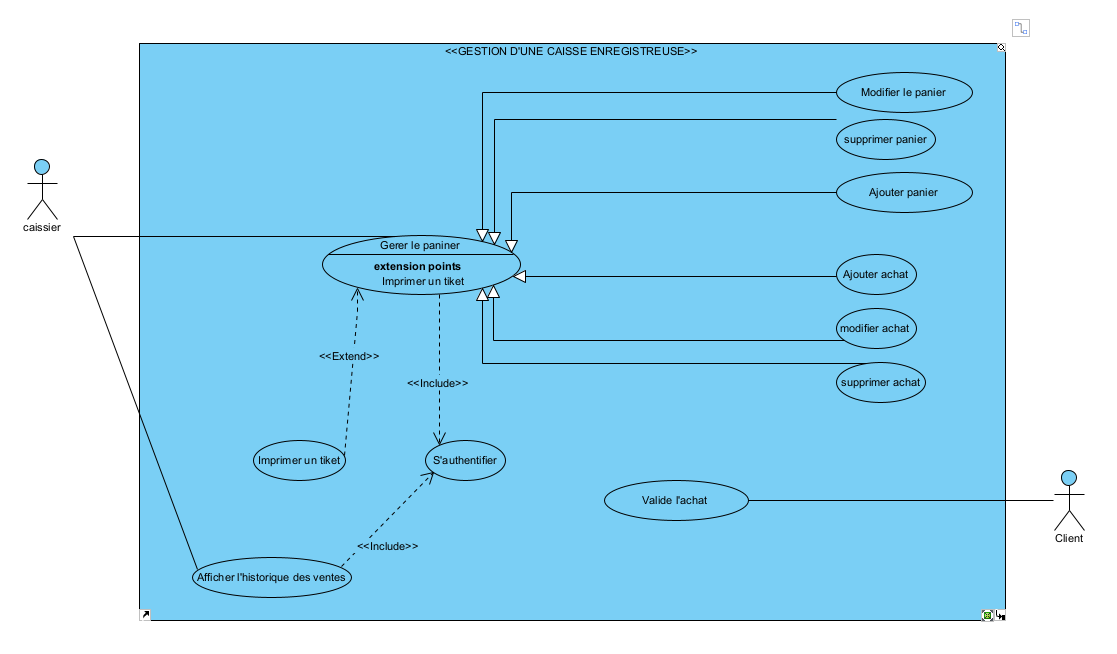 <<GESTION D'UNE CAISSE ENREGISTREUSE>>
Modifier le panier
supprimer panier
Ajouter panier
caissier
Gerer le paniner
extension points
Imprimer un tiket
Ajouter achat
modifier achat
supprimer achat
<<Extend>>
<<Include>>
Imprimer un tiket
S'authentifier
Valide l'achat
Client
<<Include>>
Afficher l'historique des ventes